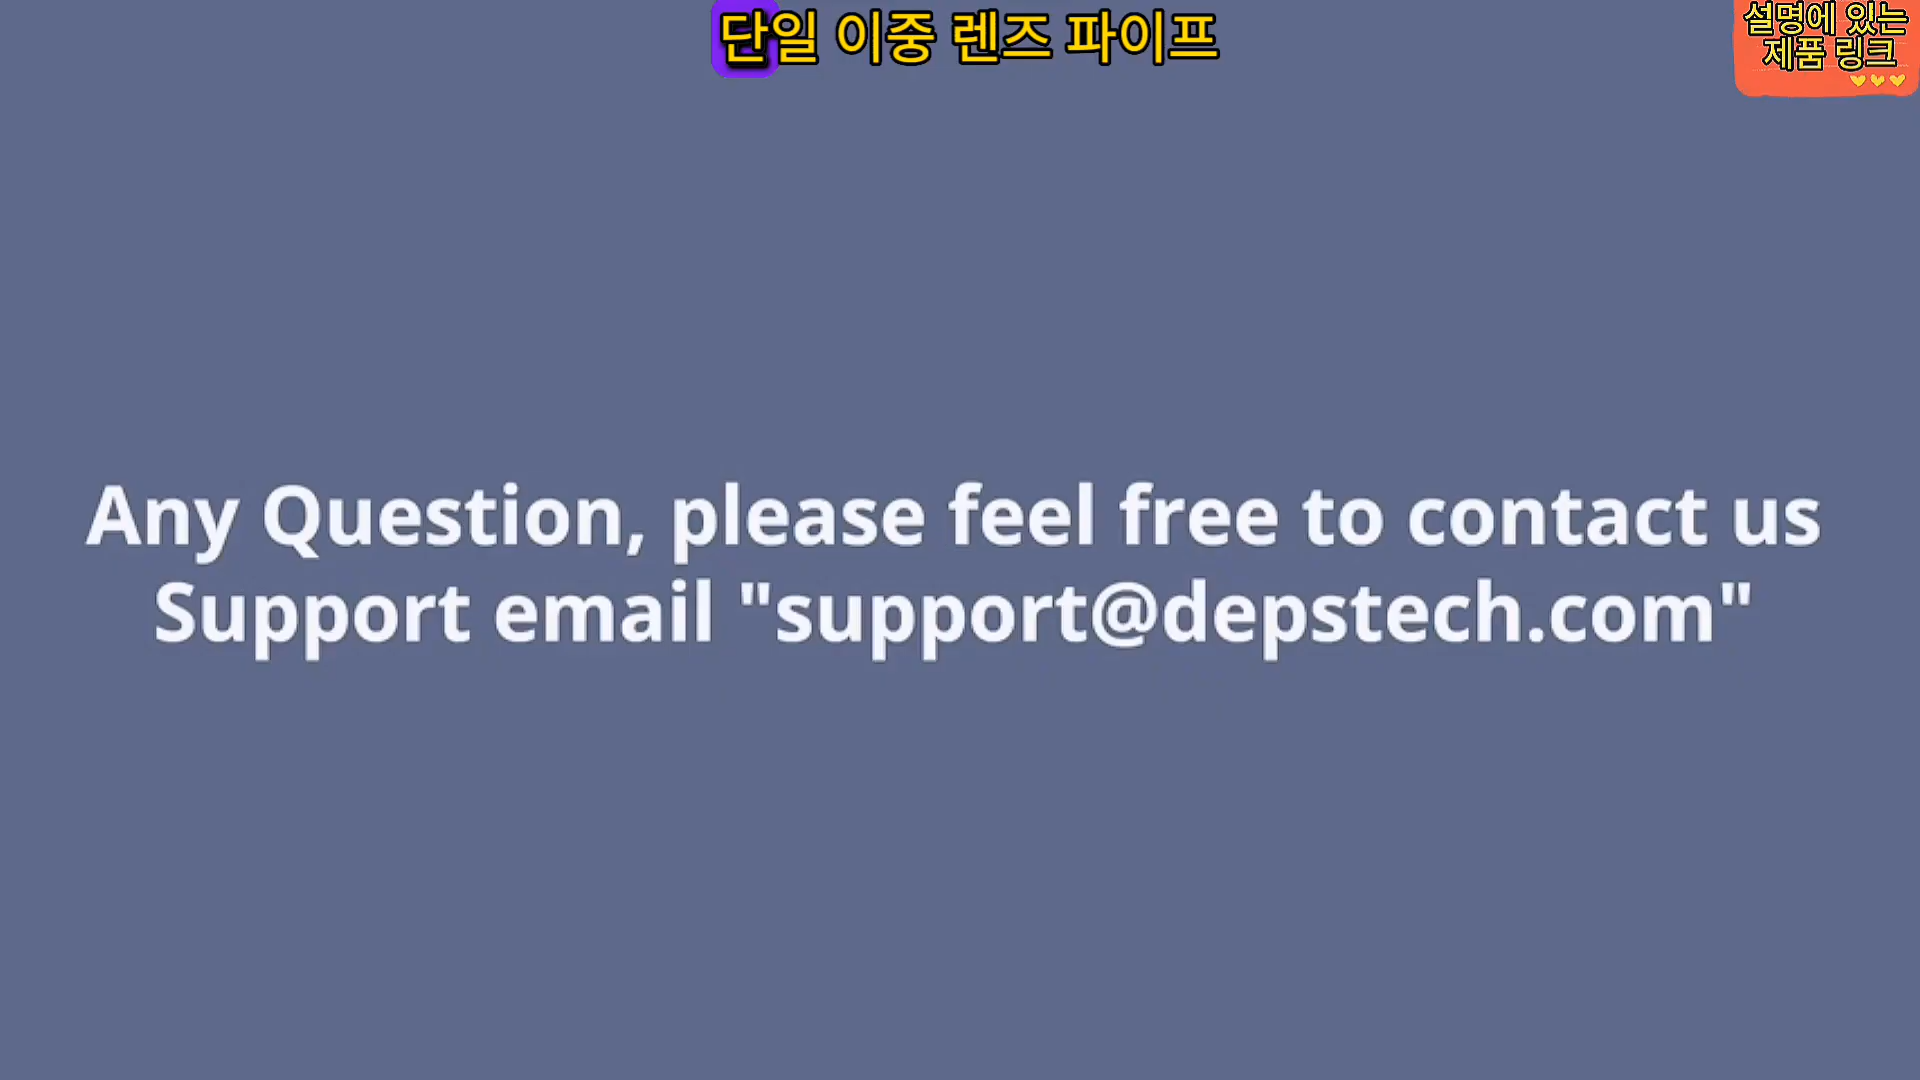 단일 이중 렌즈 파이프
설명에 있는
제품 링크
Any Question, please feel free to contact us
Support email "support@depstech.com"